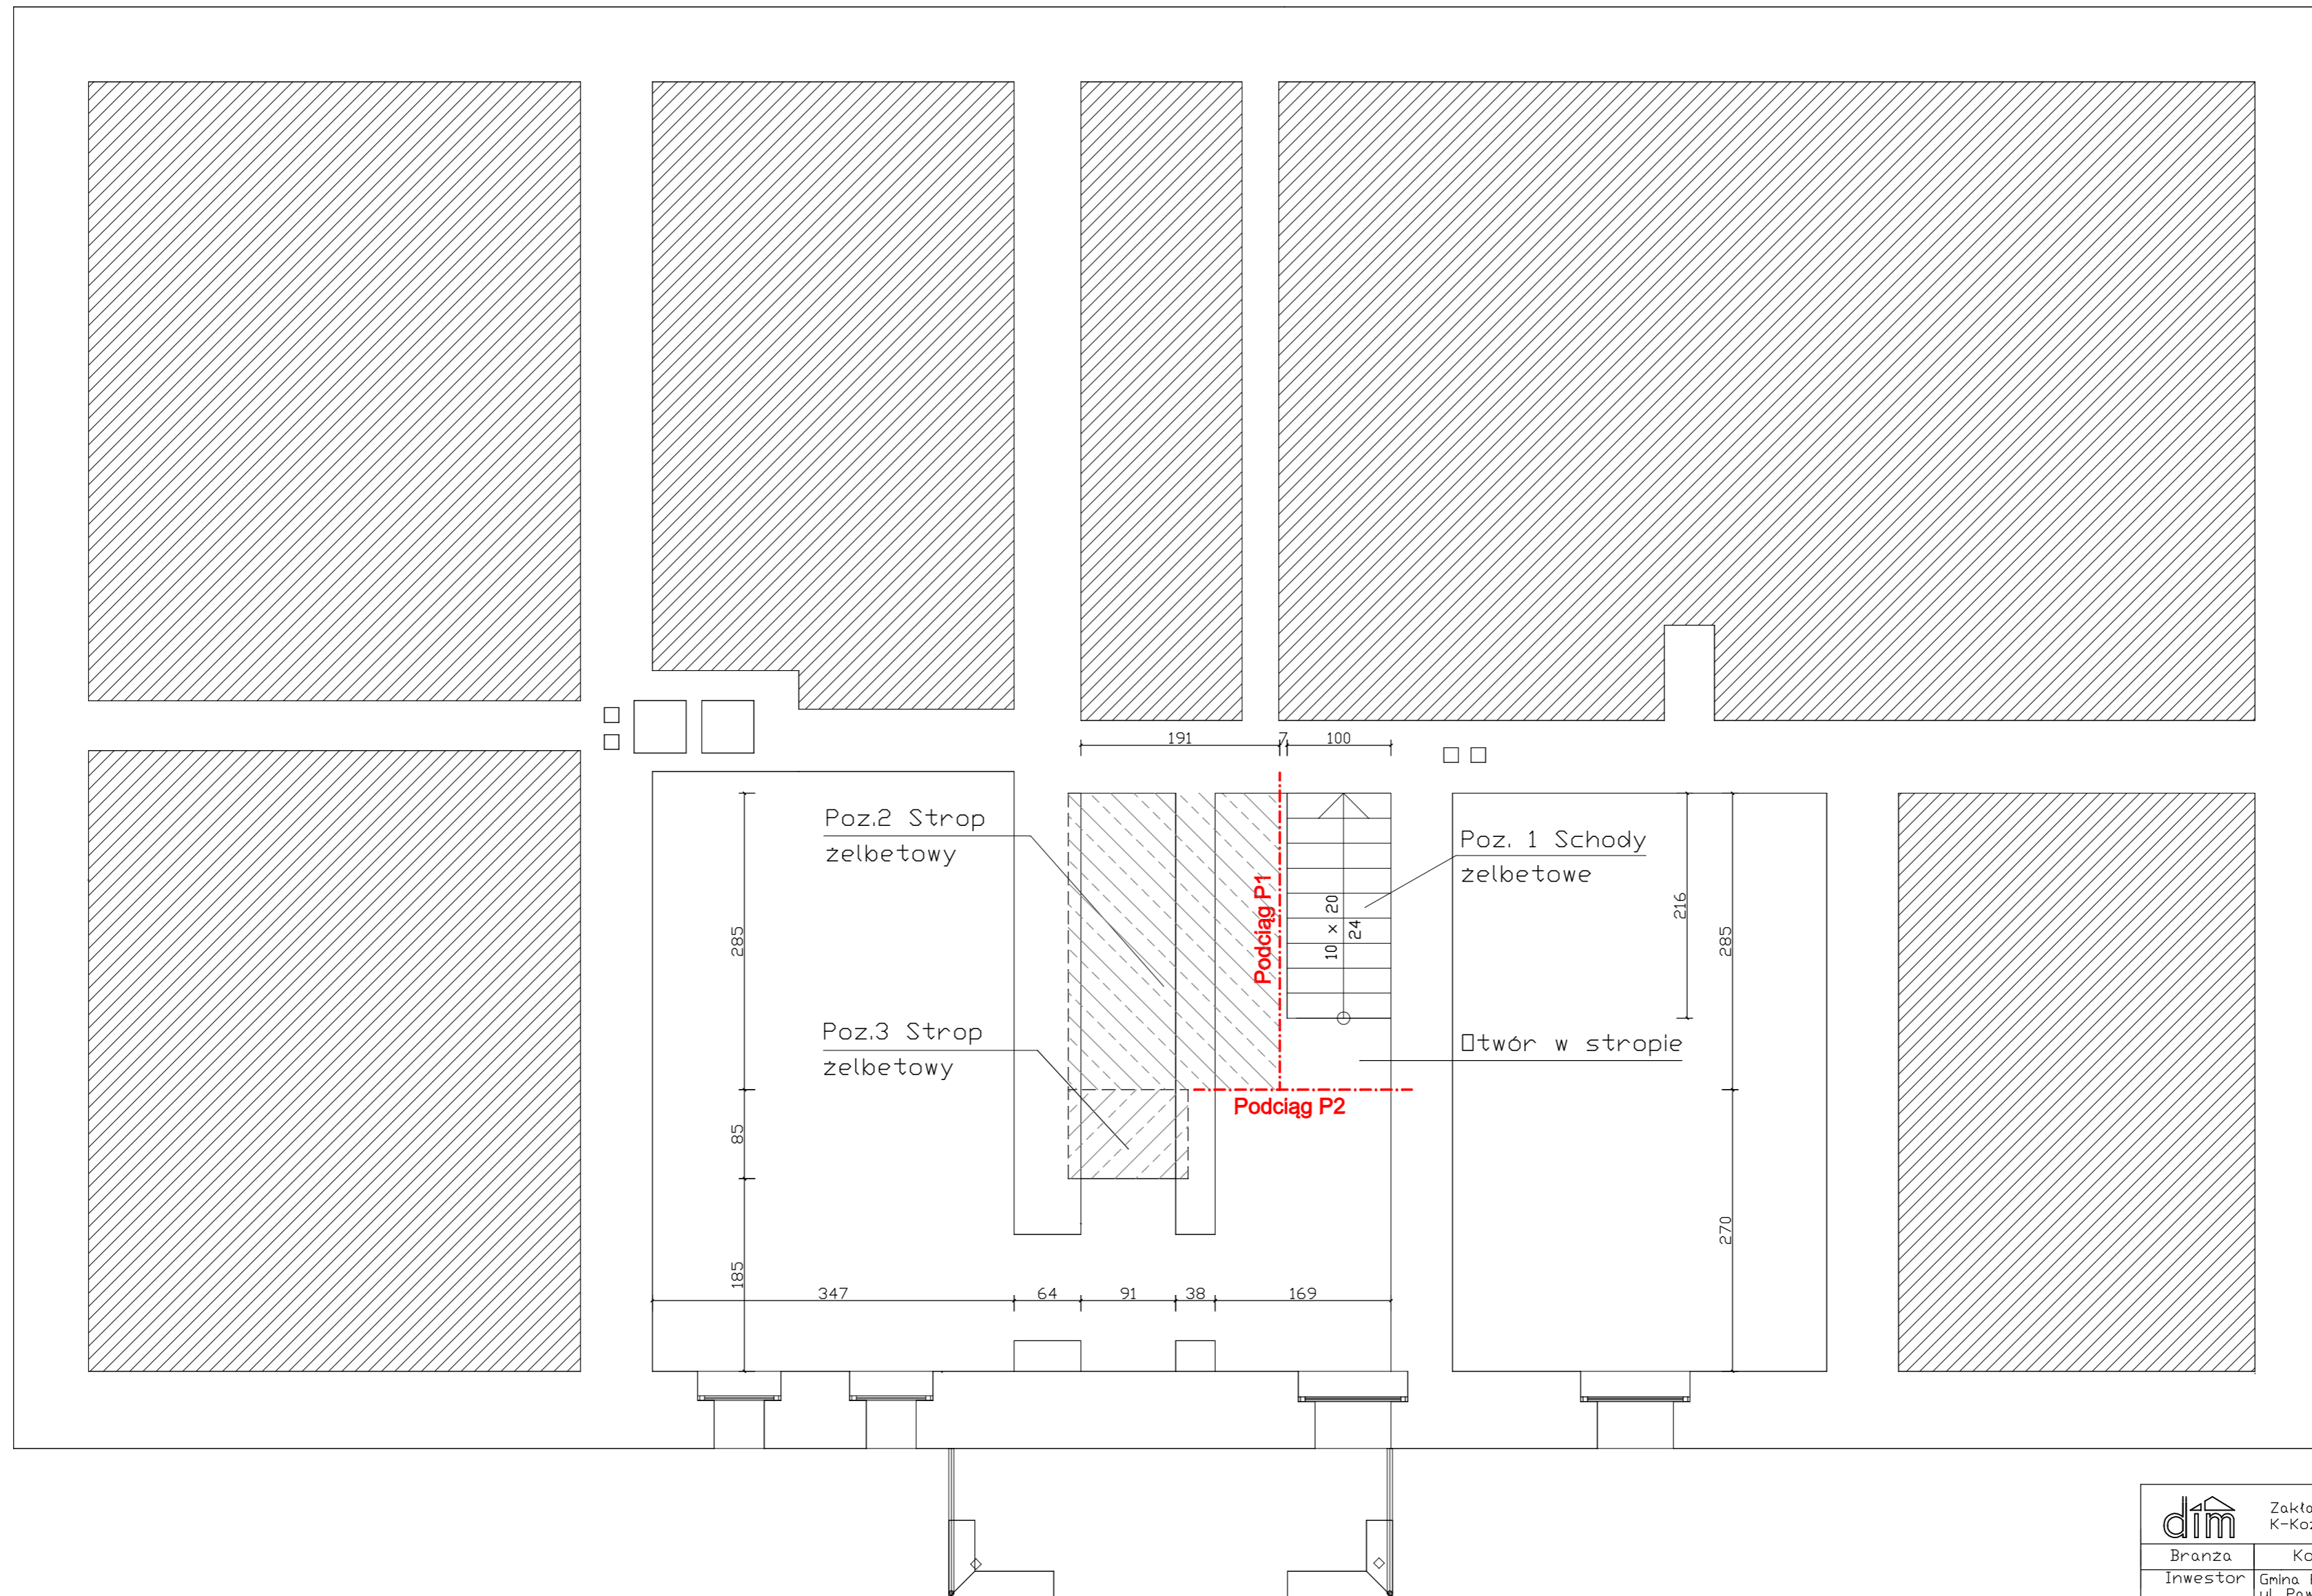 191
7
100
Poz.2 Strop
żelbetowy
Poz. 1 Schody
żelbetowe
Podciąg P1
10 x 20
24
216
285
285
Poz.3 Strop
żelbetowy
Otwór w stropie
Podciąg P2
85
270
185
347
64
91
38
169
dim
Branża
Inwestor
Gmina